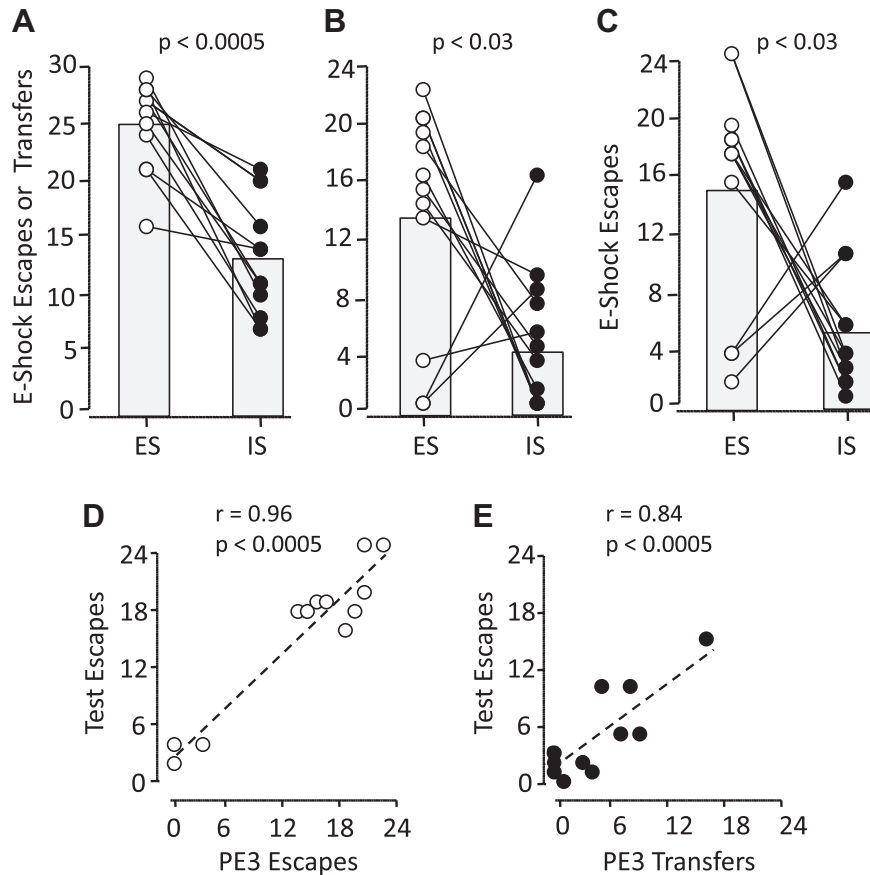 A
p < 0.0005
E-Shock Escapes or Transfers
30
25
20
15
10
5
0
ES
IS
B
p < 0.03
24
20
16
12
8
4
0
ES
IS
C
p < 0.03
E-Shock Escapes
24
20
16
12
8
4
0
ES
IS
D
r = 0.96
p < 0.0005
Test Escapes
24
18
12
6
0
0 6 12 18 24
PE3 Escapes
E
r = 0.84
p < 0.0005
Test Escapes
24
18
12
6
0
0 6 12 18 24
PE3 Transfers